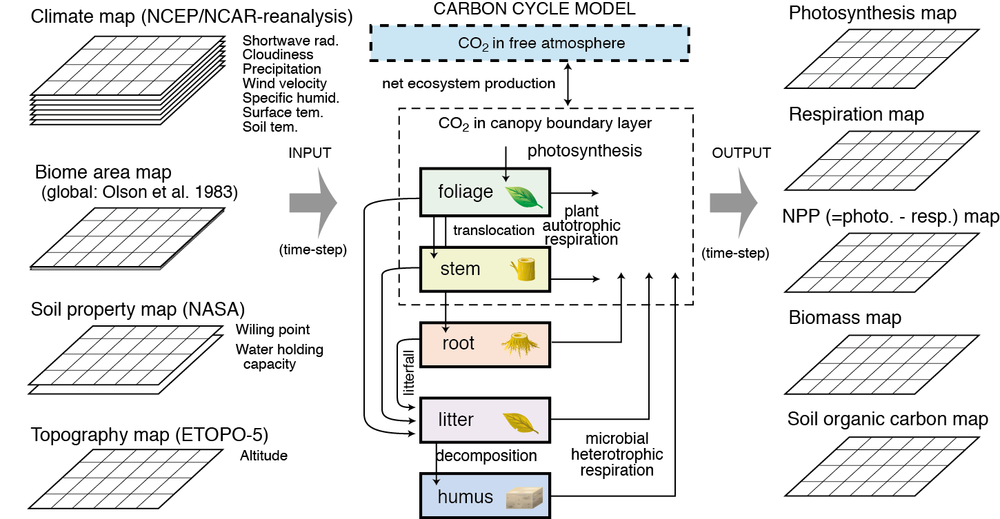 Climate map (NCEP/NCAR-reanalysis)
Shortwave rad.
Cloudiness
Precipitation
Wind velocity
Specific humid.
Surface tem.
Soil tem.
Biome area map
(global: Olson et al. 1983)
Soil property map (NASA)
Wiling point
Water holding
capacity
Topography map (ETOPO-5)
Altitude
INPUT
(time-step)
CARBON CYCLE MODEL
CO₂ in free atmosphere
net ecosystem production
CO₂ in canopy boundary layer
photosynthesis
foliage
translocation
plant
autotrophic
respiration
stem
root
litterfall
litter
decomposition
microbial
heterotrophic
respiration
humus
OUTPUT
(time-step)
Photosynthesis map
Respiration map
NPP (=photo. - resp.) map
Biomass map
Soil organic carbon map